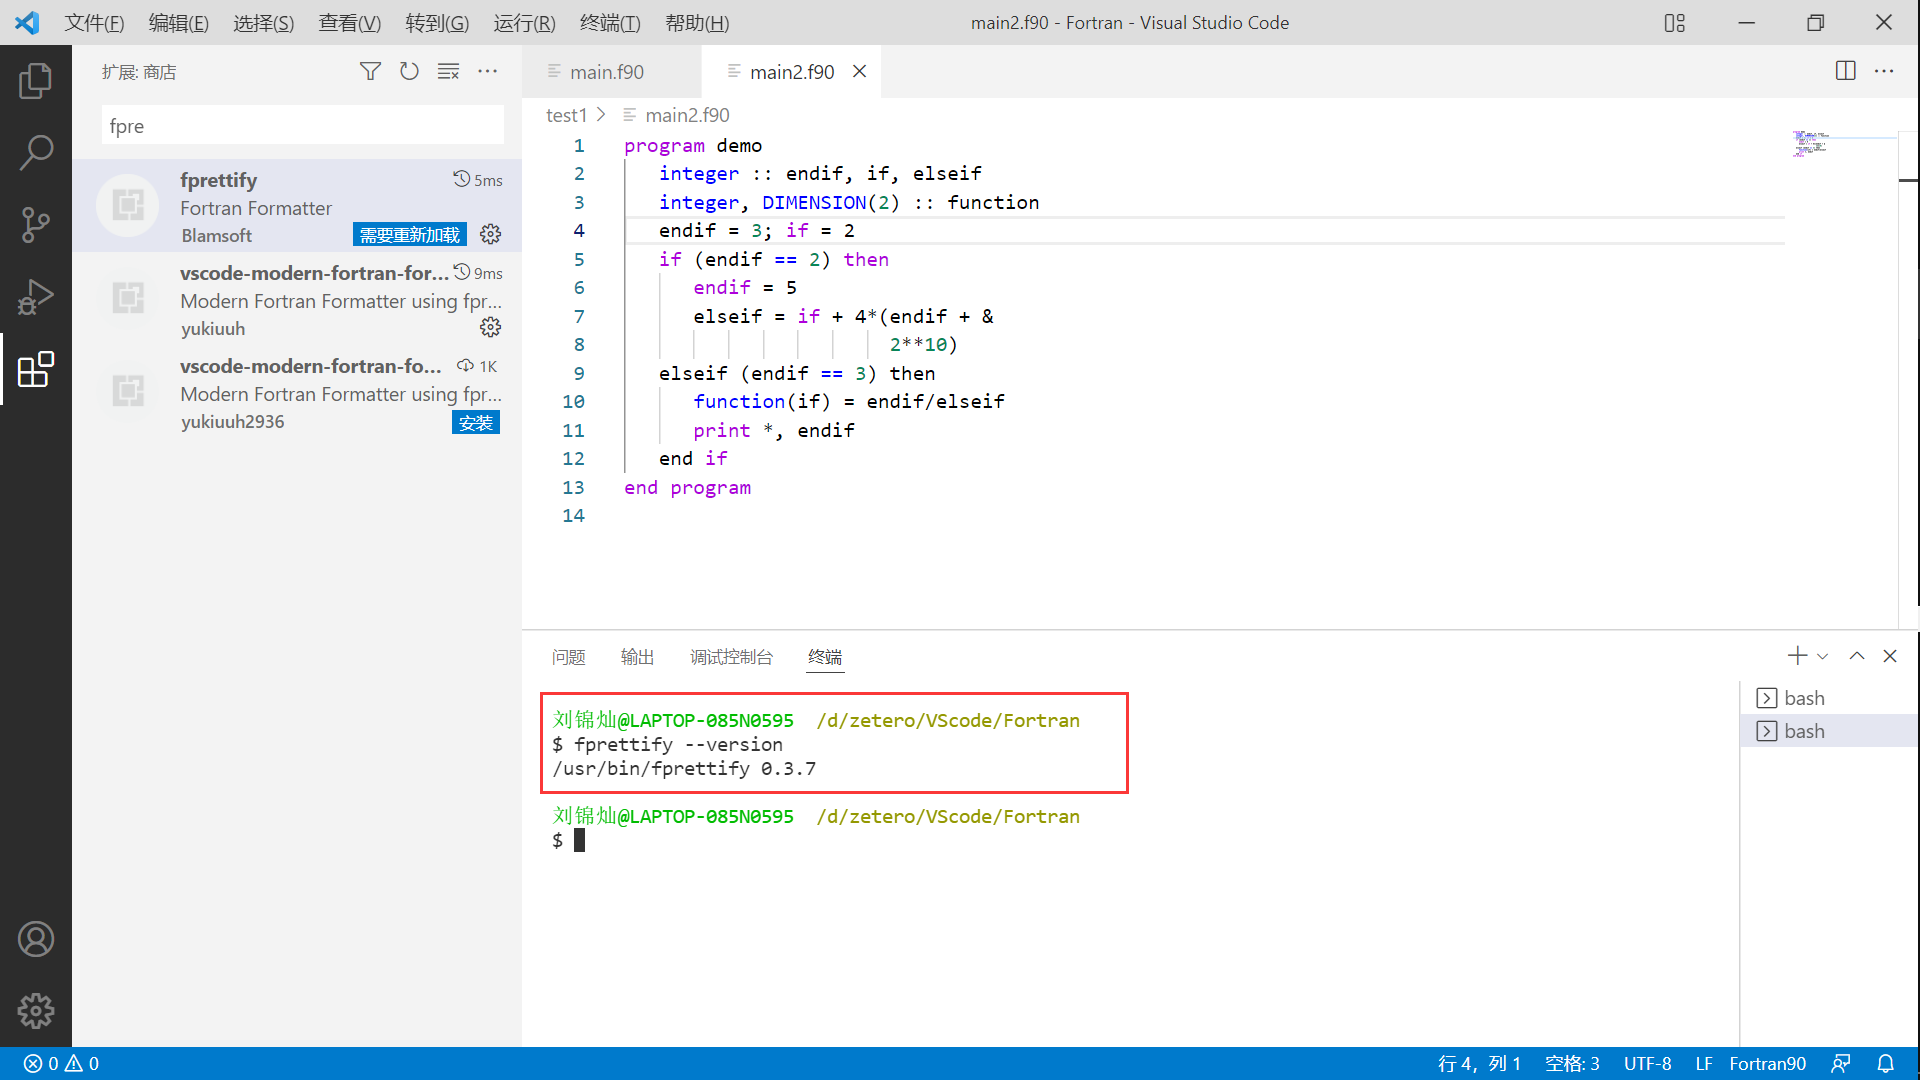 文件(F) 编辑(E) 选择(S) 查看(V) 转到(G) 运行(R) 终端(T) 帮助(H) main2.f90 - Fortran - Visual Studio Code
扩展: 商店
fpre
fprettify 5ms
Fortran Formatter
Blamsoft 需要重新加载
vscode-modern-fortran-for... 9ms
Modern Fortran Formatter using fpr...
yukiuuh
vscode-modern-fortran-fo... 1K
Modern Fortran Formatter using fpr...
yukiuuh2936 安装
main.f90 main2.f90
test1 main2.f90
1 program demo
2 integer :: endif, if, elseif
3 integer, DIMENSION(2) :: function
4 endif = 3; if = 2
5 if (endif == 2) then
6 endif = 5
7 elseif = if + 4*(endif + &
8 2**10)
9 elseif (endif == 3) then
10 function(if) = endif/elseif
11 print *, endif
12 end if
13 end program
14
问题 输出 调试控制台 终端
刘锦灿@LAPTOP-085N0595 /d/zetero/VScode/Fortran
$ fprettify --version
/usr/bin/fprettify 0.3.7
刘锦灿@LAPTOP-085N0595 /d/zetero/VScode/Fortran
$
bash
bash
0 0 行 4, 列 1 空格: 3 UTF-8 LF Fortran90